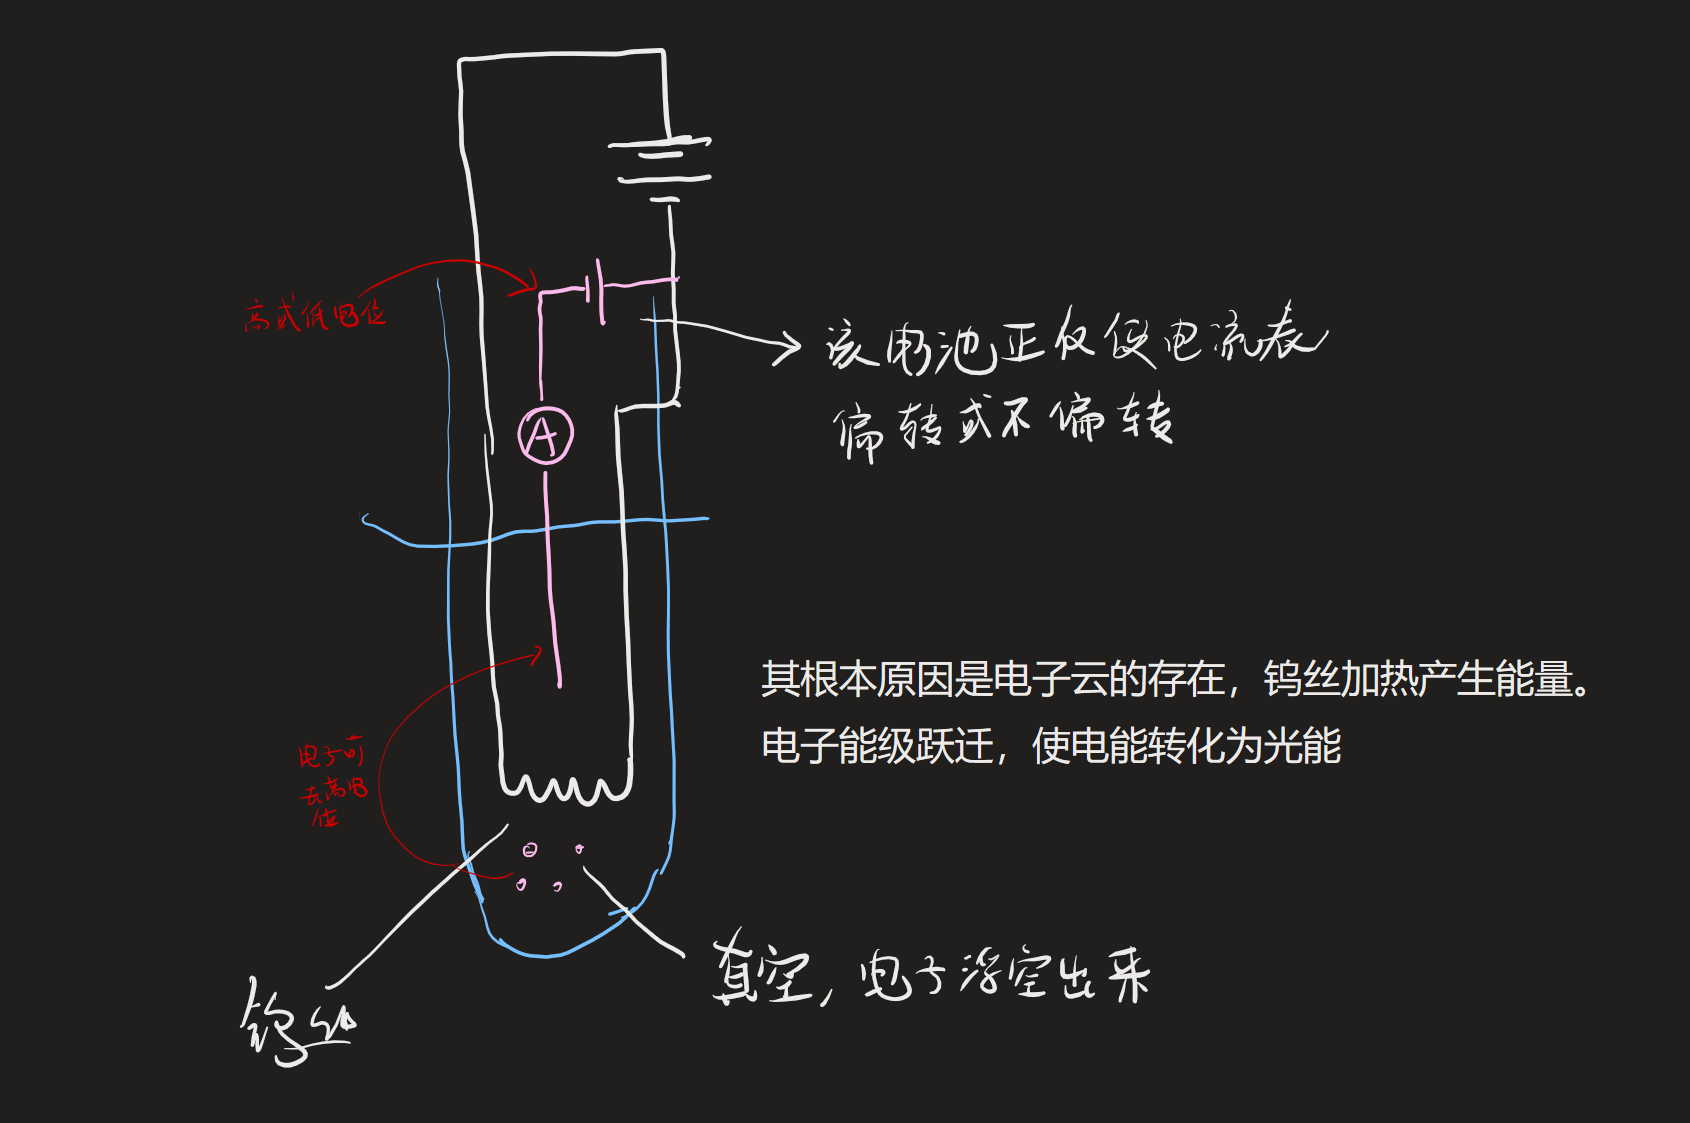 高或低电位
A
该电池正仅使电流表
偏转或不偏转
其根本原因是电子云的存在，钨丝加热产生能量。
电子能级跃迁，使电能转化为光能
电子可
去高电
位
真空，电子浮空出来
钨丝